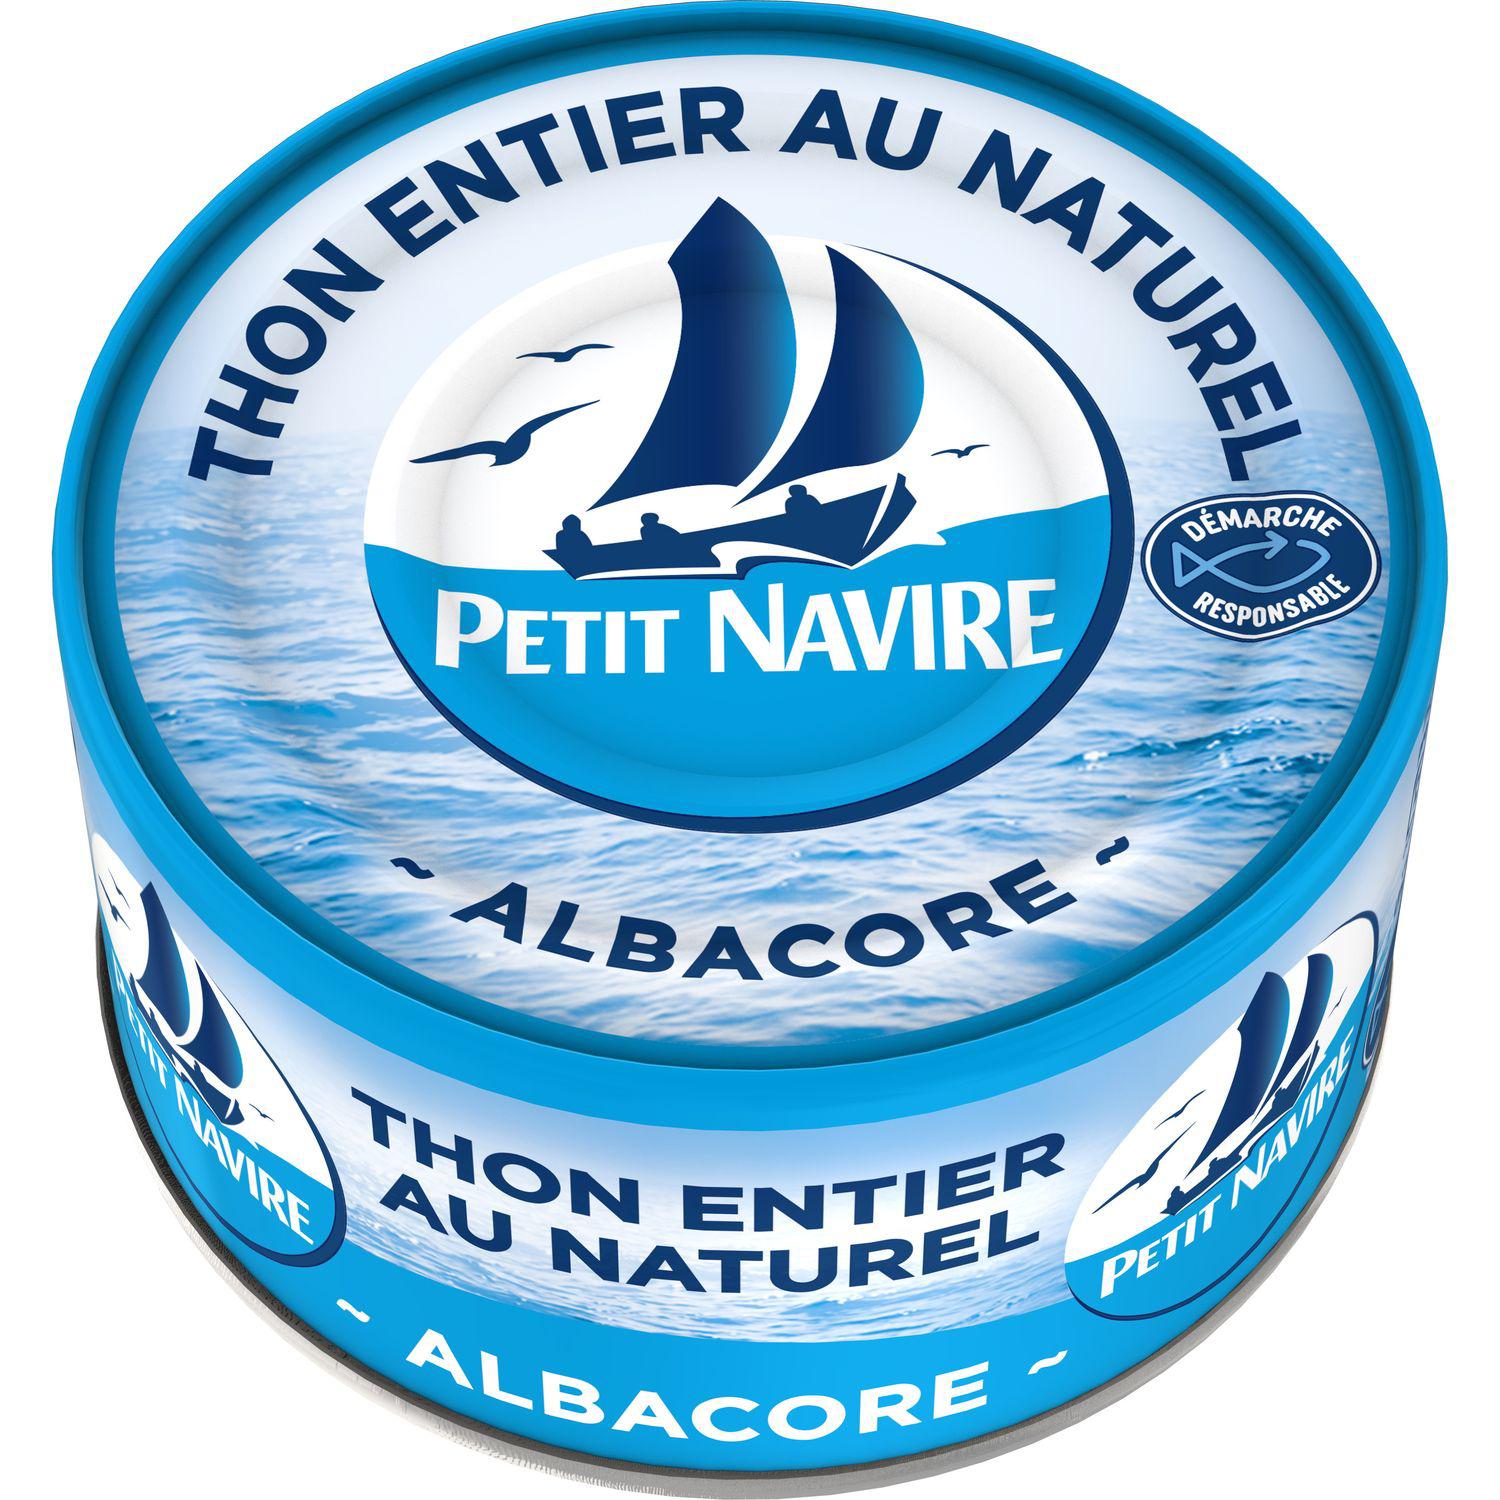 THON ENTIER AU NATUREL
PETIT NAVIRE
DÉMARCHE
RESPONSABLE
~ ALBACORE ~
PETIT NAVIRE
THON ENTIER
AU NATUREL
~ ALBACORE ~
PETIT NAVIRE